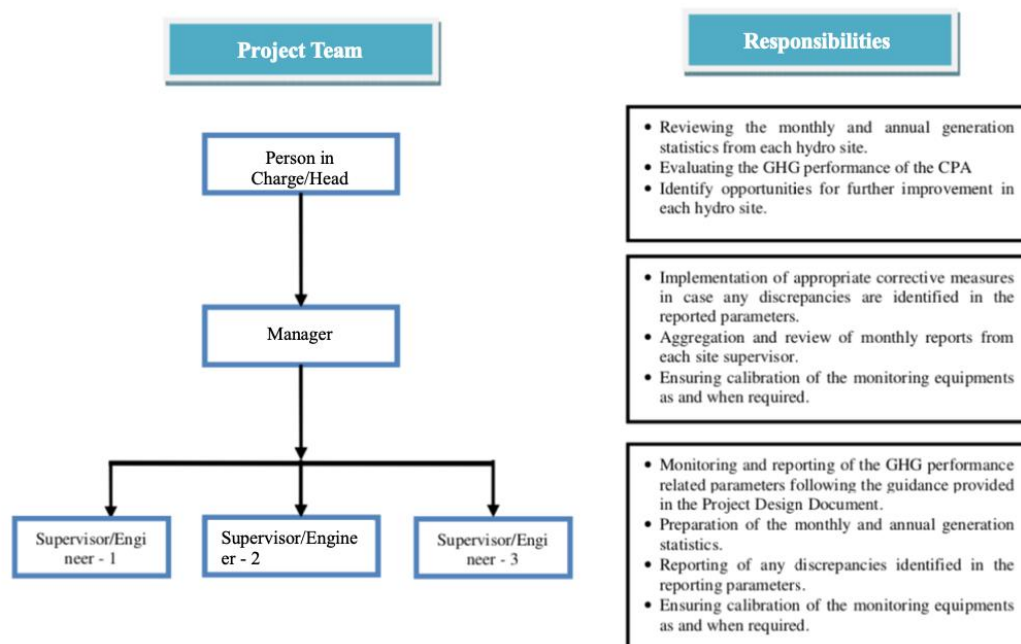 Project Team
Responsibilities
Person in
Charge/Head
• Reviewing the monthly and annual generation
statistics from each hydro site.
• Evaluating the GHG performance of the CPA
• Identify opportunities for further improvement in
each hydro site.
Manager
• Implementation of appropriate corrective measures
in case any discrepancies are identified in the
reported parameters.
• Aggregation and review of monthly reports from
each site supervisor.
• Ensuring calibration of the monitoring equipments
as and when required.
Supervisor/Engi
neer - 1
Supervisor/Engine
er - 2
Supervisor/Engi
neer - 3
• Monitoring and reporting of the GHG performance
related parameters following the guidance provided
in the Project Design Document.
• Preparation of the monthly and annual generation
statistics.
• Reporting of any discrepancies identified in the
reporting parameters.
• Ensuring calibration of the monitoring equipments
as and when required.